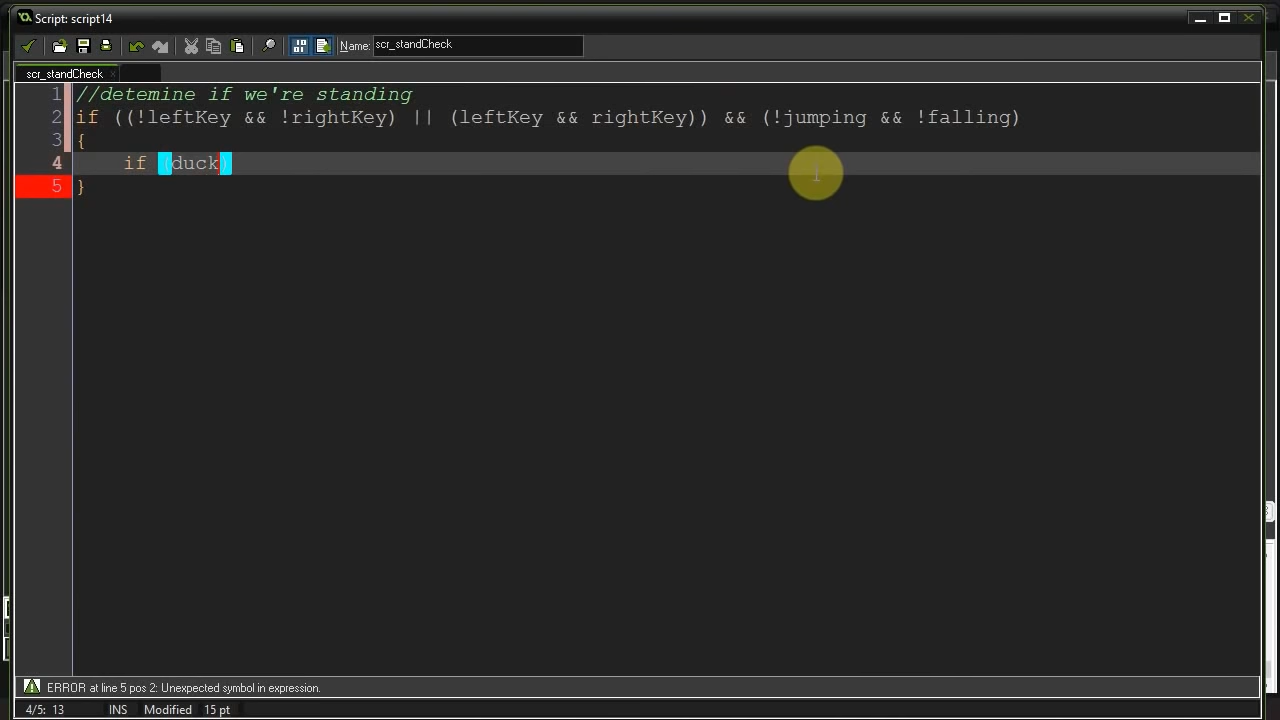 Script: script14
Name: scr_standCheck
scr_standCheck
1 //detemine if we're standing
2 if ((!leftKey && !rightKey) || (leftKey && rightKey)) && (!jumping && !falling)
3 {
4 if (duck)
5 }
ERROR at line 5 pos 2: Unexpected symbol in expression.
4/5: 13 INS Modified 15 pt